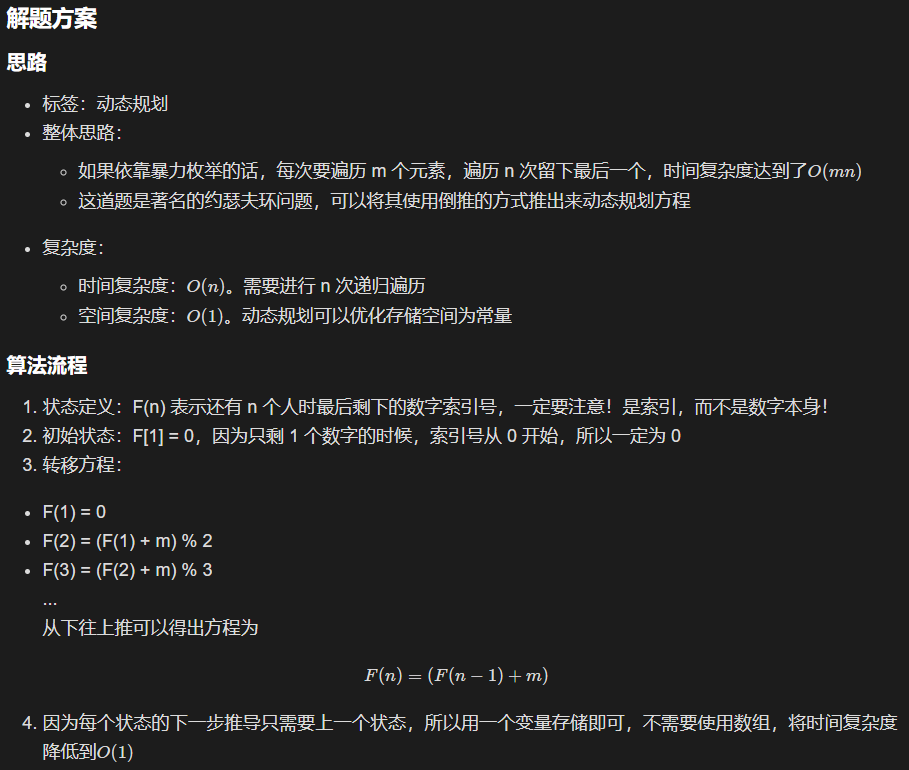 解题方案
思路
• 标签：动态规划
• 整体思路：
◦ 如果依靠暴力枚举的话，每次要遍历 m 个元素，遍历 n 次留下最后一个，时间复杂度达到了O(mn)
◦ 这道题是著名的约瑟夫环问题，可以将其使用倒推的方式推出来动态规划方程
• 复杂度：
◦ 时间复杂度：O(n)。需要进行 n 次递归遍历
◦ 空间复杂度：O(1)。动态规划可以优化存储空间为常量
算法流程
1. 状态定义：F(n) 表示还有 n 个人时最后剩下的数字索引号，一定要注意！是索引，而不是数字本身！
2. 初始状态：F[1] = 0，因为只剩 1 个数字的时候，索引号从 0 开始，所以一定为 0
3. 转移方程：
• F(1) = 0
• F(2) = (F(1) + m) % 2
• F(3) = (F(2) + m) % 3
...
从下往上推可以得出方程为
F(n) = (F(n − 1) + m)
4. 因为每个状态的下一步推导只需要上一个状态，所以用一个变量存储即可，不需要使用数组，将时间复杂度
降低到O(1)